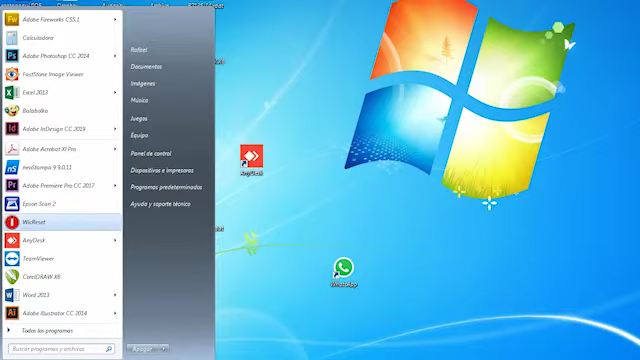 Adobe Fireworks CS5.1
Calculadora
Adobe Photoshop CC 2014
FastStone Image Viewer
Excel 2013
Balabolka
Adobe InDesign CC 2019
Adobe Acrobat XI Pro
neoStampa 9 9.0.11
Adobe Premiere Pro CC 2017
Epson Scan 2
WicReset
AnyDesk
TeamViewer
CorelDRAW X8
Word 2013
Adobe Illustrator CC 2014
Todos los programas
Buscar programas y archivos
Rafael
Documentos
Imágenes
Música
Juegos
Equipo
Panel de control
Dispositivos e impresoras
Programas predeterminados
Ayuda y soporte técnico
Apagar
AnyDesk
WhatsApp